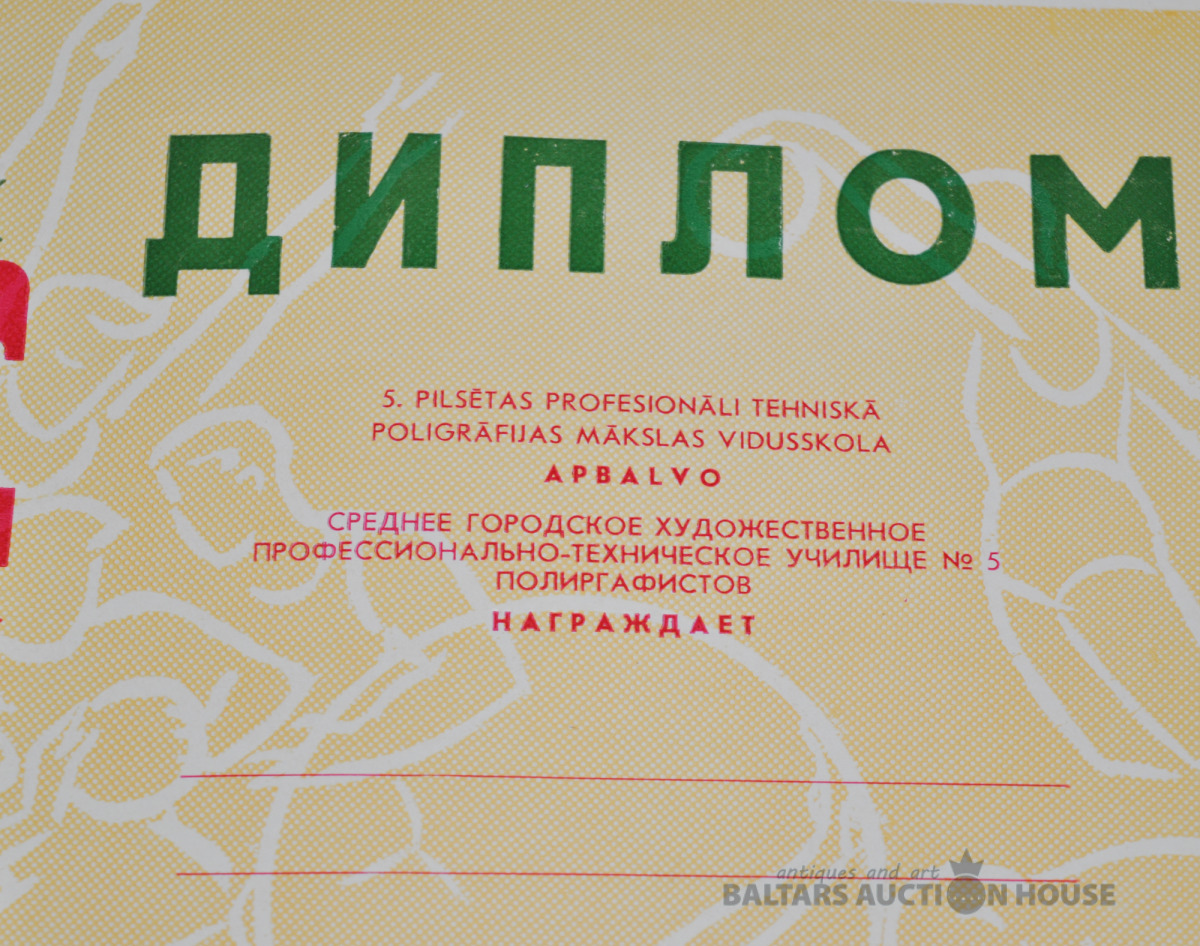 ДИПЛОМ
5. PILSĒTAS PROFESIONĀLI TEHNISKĀ
POLIGRĀFIJAS MĀKSLAS VIDUSSKOLA
APBALVO
СРЕДНЕЕ ГОРОДСКОЕ ХУДОЖЕСТВЕННОЕ
ПРОФЕССИОНАЛЬНО-ТЕХНИЧЕСКОЕ УЧИЛИЩЕ № 5
ПОЛИРГАФИСТОВ
НАГРАЖДАЕТ
antiques and art
BALTARS AUCTION HOUSE